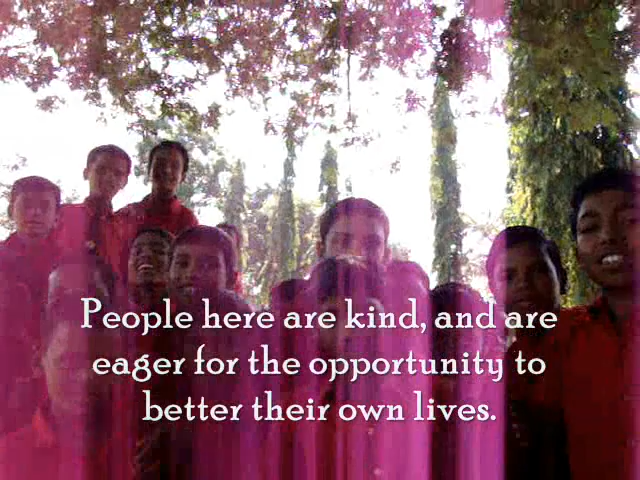 People here are kind, and are
eager for the opportunity to
better their own lives.